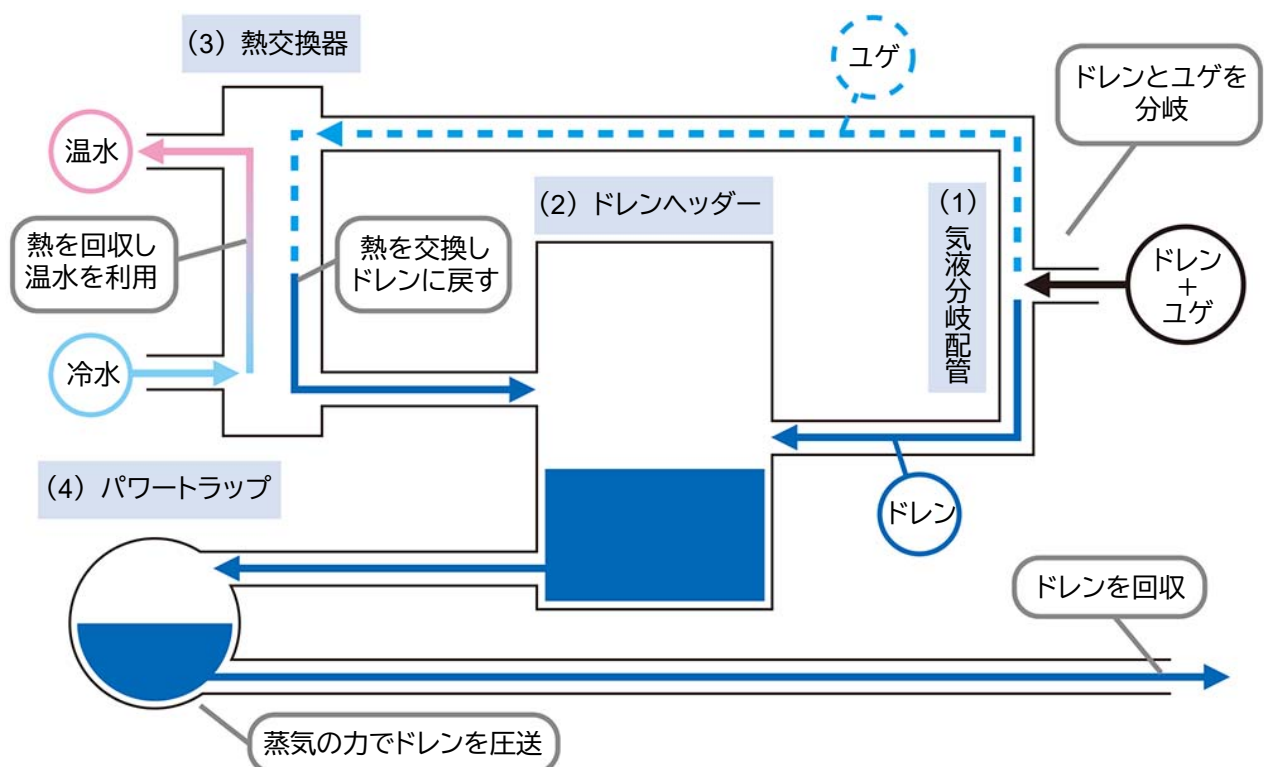 (3) 熱交換器
ユゲ
ドレンとユゲを
分岐
温水
(2) ドレンヘッダー
(1)
気液分岐配管
熱を回収し
温水を利用
熱を交換し
ドレンに戻す
ドレン
+
ユゲ
冷水
(4) パワートラップ
ドレン
ドレンを回収
蒸気の力でドレンを圧送